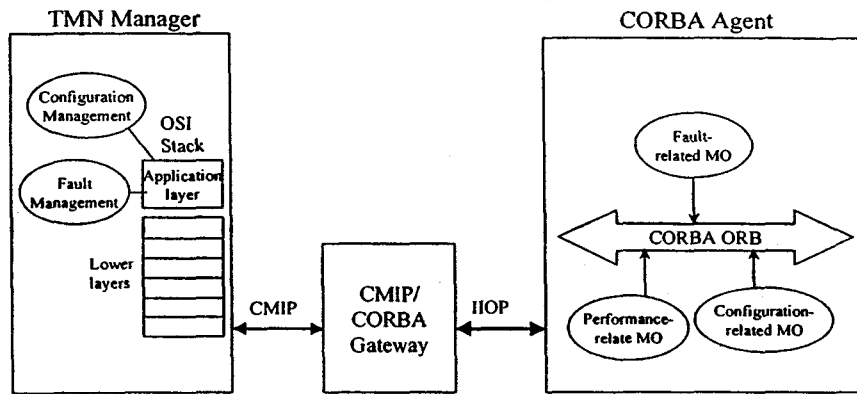 TMN Manager
CORBA Agent
Configuration
Management
OSI
Stack
Application
layer
Fault
Management
Lower
layers
CMIP
CMIP/
CORBA
Gateway
IIOP
Fault-
related MO
CORBA ORB
Performance-
relate MO
Configuration-
related MO